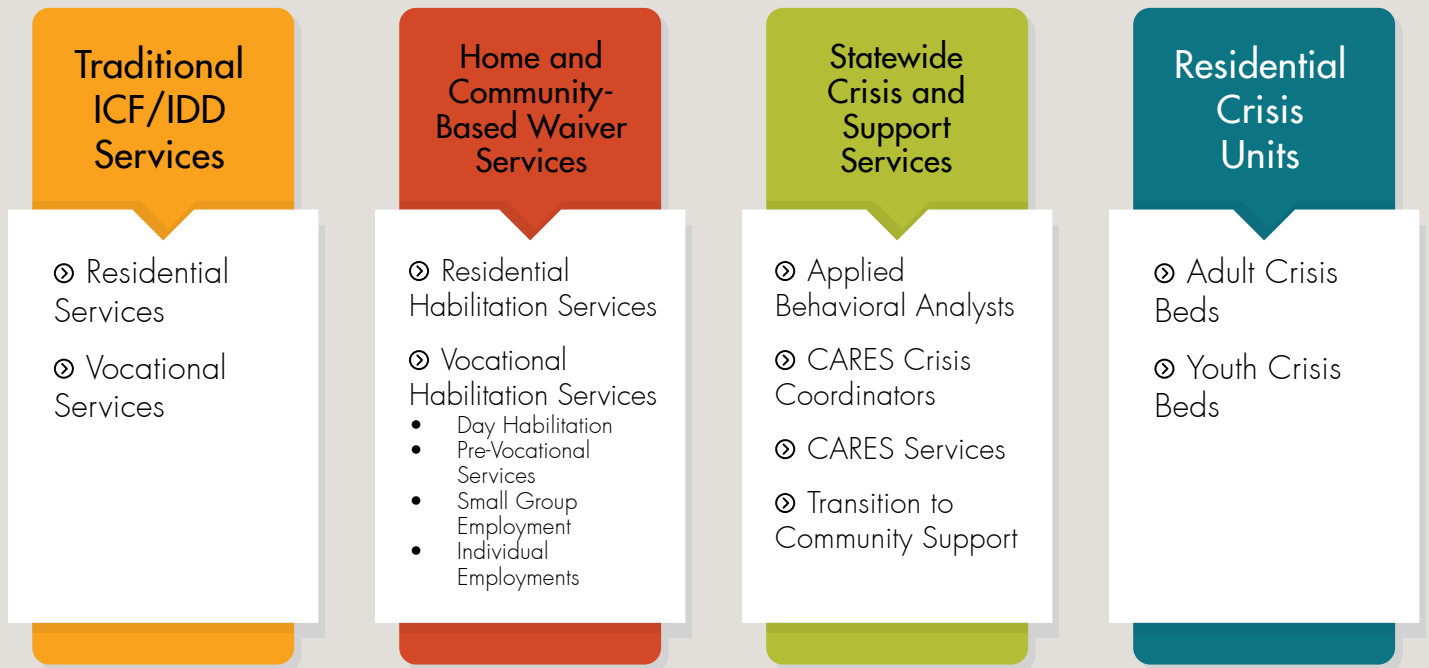 Traditional
ICF/IDD
Services
Residential
Services
Vocational
Services
Home and
Community-
Based Waiver
Services
Residential
Habilitation Services
Vocational
Habilitation Services
• Day Habilitation
• Pre-Vocational
Services
• Small Group
Employment
• Individual
Employments
Statewide
Crisis and
Support
Services
Applied
Behavioral Analysts
CARES Crisis
Coordinators
CARES Services
Transition to
Community Support
Residential
Crisis
Units
Adult Crisis
Beds
Youth Crisis
Beds